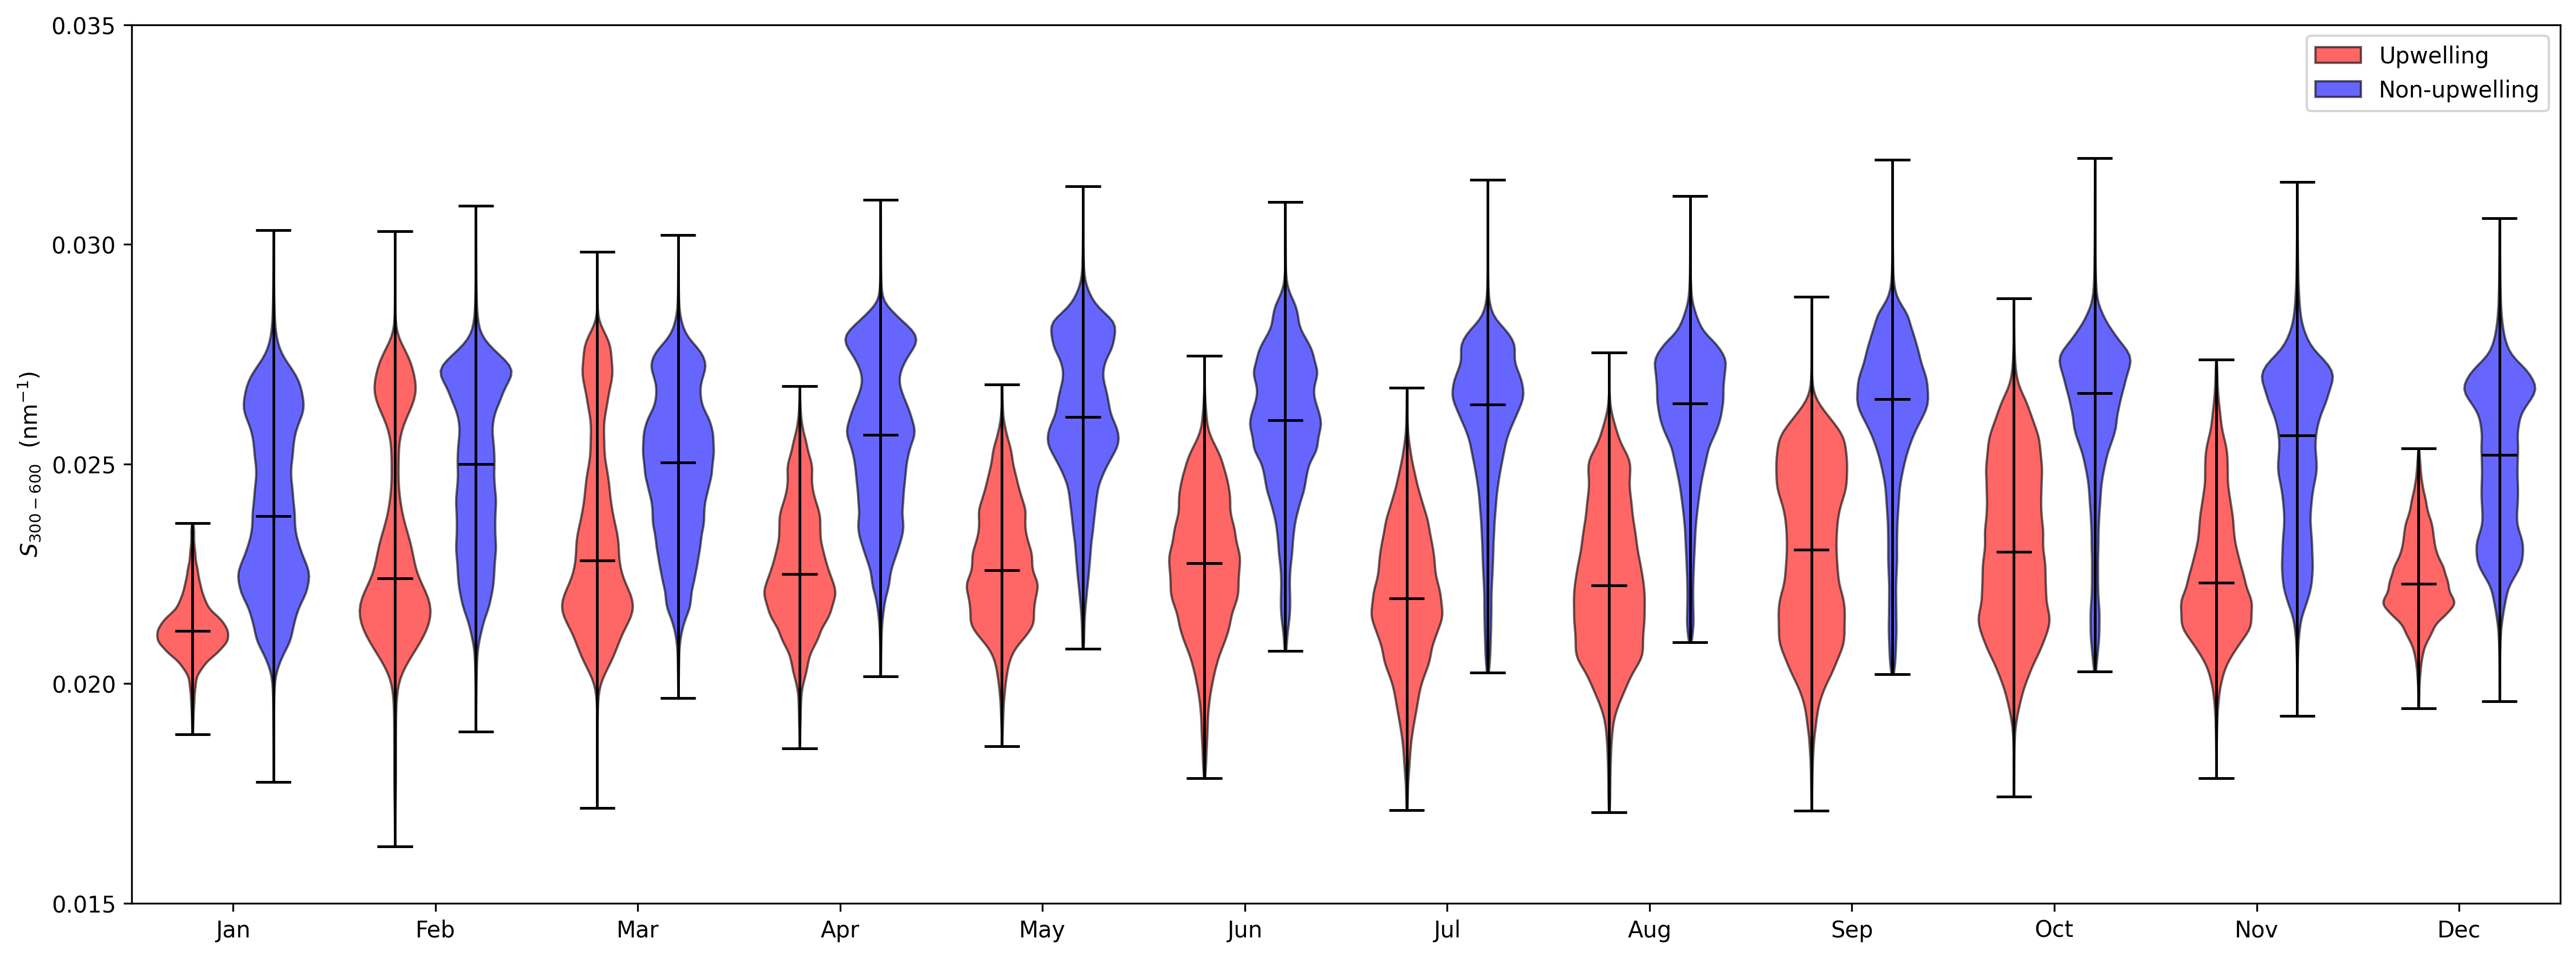 0.035
0.030
0.025
0.020
0.015
S300−600 (nm−1)
Upwelling
Non-upwelling
Jan Feb Mar Apr May Jun Jul Aug Sep Oct Nov Dec